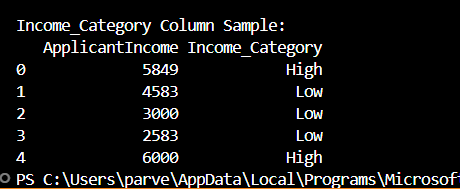 Income_Category Column Sample:
   ApplicantIncome Income_Category
0             5849            High
1             4583             Low
2             3000             Low
3             2583             Low
4             6000            High
PS C:\Users\parve\AppData\Local\Programs\Microsoft